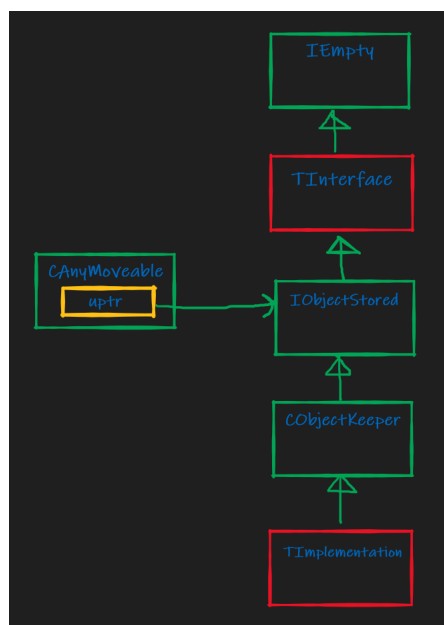 IEmpty
TInterface
CAnyMoveable
uptr
IObjectStored
CObjectKeeper
TImplementation